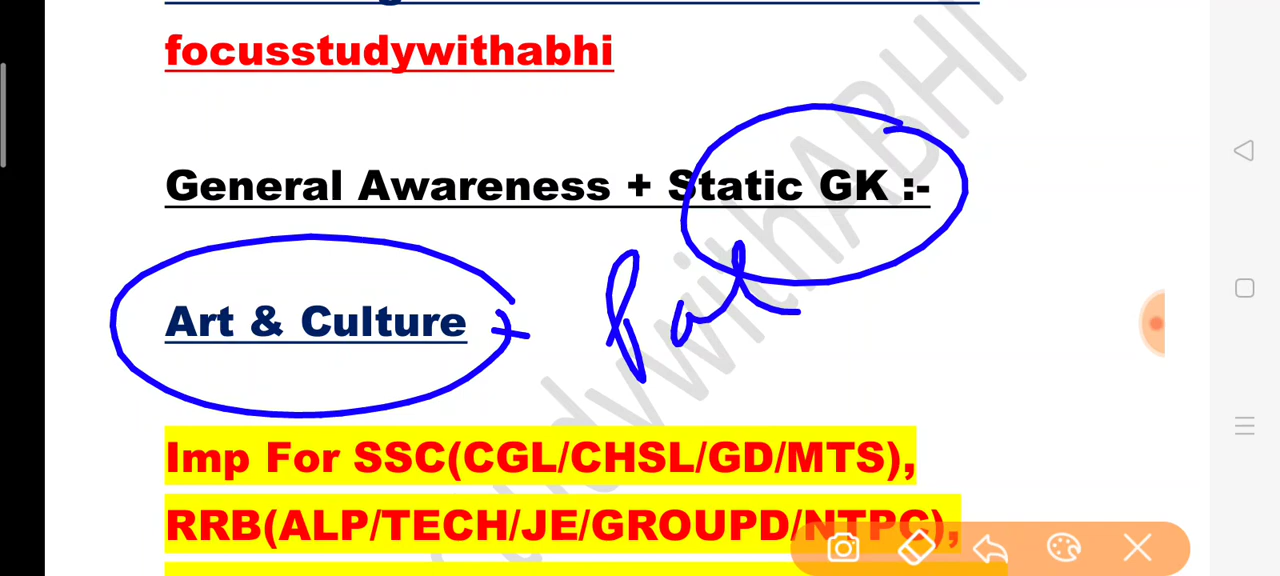 focusstudywithabhi
General Awareness + Static GK :-
Art & Culture
Imp For SSC(CGL/CHSL/GD/MTS),
RRB(ALP/TECH/JE/GROUPD/NTPC),